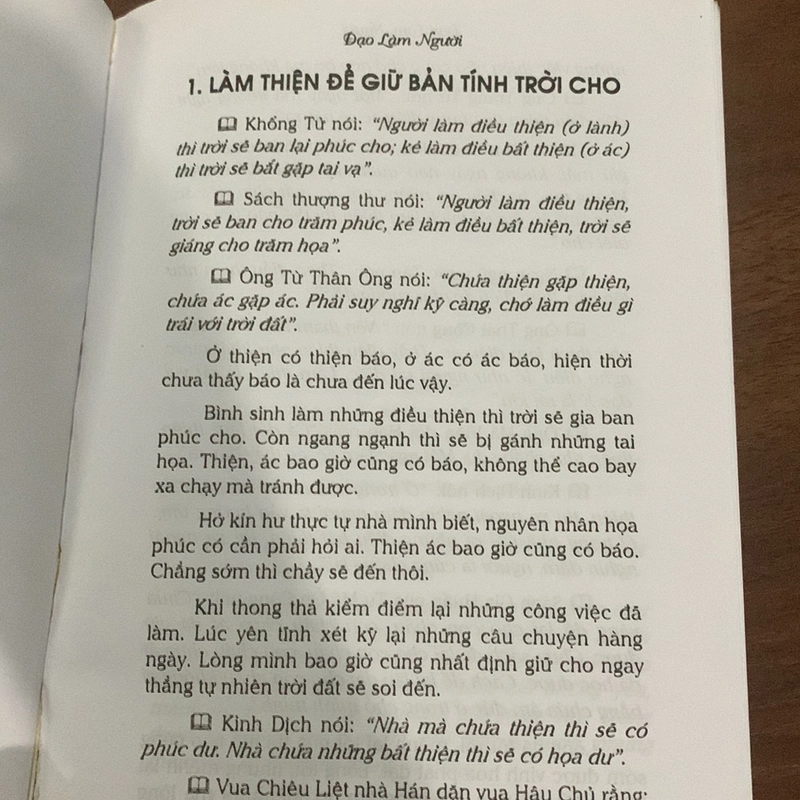 Đạo Làm Người
1. LÀM THIỆN ĐỂ GIỮ BẢN TÍNH TRỜI CHO
🕮 Khổng Tử nói: “Người làm điều thiện (ở lành)
thì trời sẽ ban lại phúc cho; kẻ làm điều bất thiện (ở ác)
thì trời sẽ bắt gặp tai vạ”.
🕮 Sách thượng thư nói: “Người làm điều thiện,
trời sẽ ban cho trăm phúc, kẻ làm điều bất thiện, trời sẽ
giáng cho trăm họa”.
🕮 Ông Từ Thân Ông nói: “Chứa thiện gặp thiện,
chứa ác gặp ác. Phải suy nghĩ kỹ càng, chớ làm điều gì
trái với trời đất”.
Ở thiện có thiện báo, ở ác có ác báo, hiện thời
chưa thấy báo là chưa đến lúc vậy.
Bình sinh làm những điều thiện thì trời sẽ gia ban
phúc cho. Còn ngang ngạnh thì sẽ bị gánh những tai
họa. Thiện, ác bao giờ cũng có báo, không thể cao bay
xa chạy mà tránh được.
Hở kín hư thực tự nhà mình biết, nguyên nhân họa
phúc có cần phải hỏi ai. Thiện ác bao giờ cũng có báo.
Chẳng sớm thì chầy sẽ đến thôi.
Khi thong thả kiểm điểm lại những công việc đã
làm. Lúc yên tĩnh xét kỹ lại những câu chuyện hàng
ngày. Lòng mình bao giờ cũng nhất định giữ cho ngay
thẳng tự nhiên trời đất sẽ soi đến.
🕮 Kinh Dịch nói: “Nhà mà chứa thiện thì sẽ có
phúc dư. Nhà chứa những bất thiện thì sẽ có họa dư”.
🕮 Vua Chiêu Liệt nhà Hán dặn vua Hậu Chủ rằng: